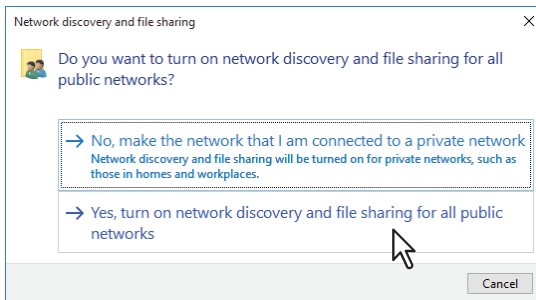 Network discovery and file sharing
Do you want to turn on network discovery and file sharing for all
public networks?
No, make the network that I am connected to a private network
Network discovery and file sharing will be turned on for private networks, such as
those in homes and workplaces.
Yes, turn on network discovery and file sharing for all public
networks
Cancel